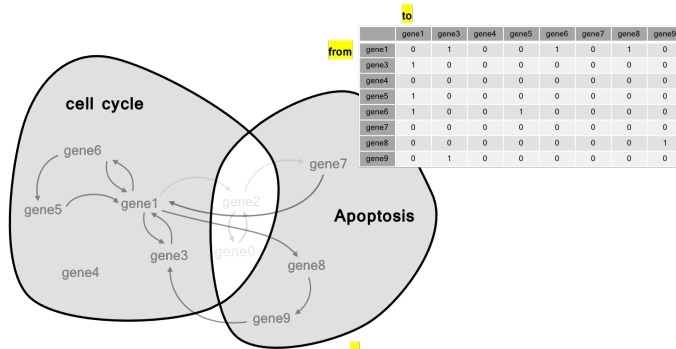 to
gene1 gene3 gene4 gene5 gene6 gene7 gene8 gene9
from
gene1 0 1 0 0 1 0 1 0
gene3 1 0 0 0 0 0 0 0
gene4 0 0 0 0 0 0 0 0
gene5 1 0 0 0 0 0 0 0
gene6 1 0 0 1 0 0 0 0
gene7 0 0 0 0 0 0 0 0
gene8 0 0 0 0 0 0 0 1
gene9 0 1 0 0 0 0 0 0
cell cycle
gene6
gene7
gene5
gene1
gene2
Apoptosis
gene3
gene0
gene4
gene8
gene9